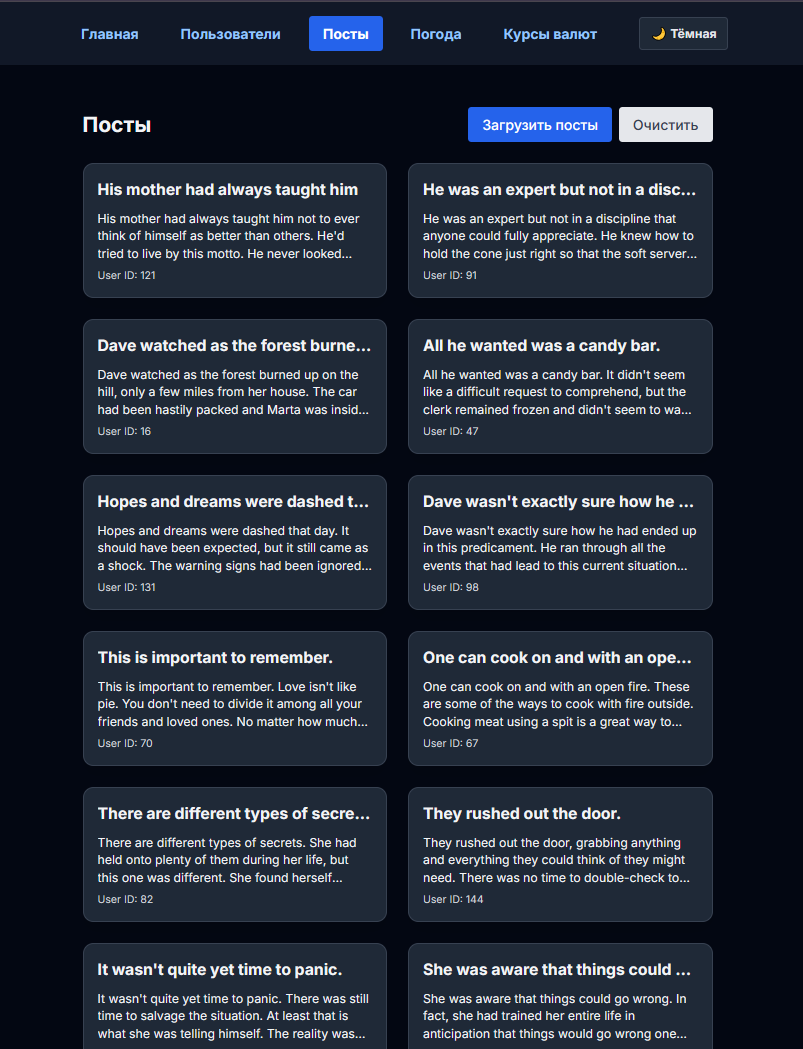 Главная Пользователи Посты Погода Курсы валют 🌙 Тёмная
Посты Загрузить посты Очистить
His mother had always taught him
His mother had always taught him not to ever
think of himself as better than others. He'd
tried to live by this motto. He never looked...
User ID: 121
He was an expert but not in a disc...
He was an expert but not in a discipline that
anyone could fully appreciate. He knew how to
hold the cone just right so that the soft server...
User ID: 91
Dave watched as the forest burne...
Dave watched as the forest burned up on the
hill, only a few miles from her house. The car
had been hastily packed and Marta was insid...
User ID: 16
All he wanted was a candy bar.
All he wanted was a candy bar. It didn't seem
like a difficult request to comprehend, but the
clerk remained frozen and didn't seem to wa...
User ID: 47
Hopes and dreams were dashed t...
Hopes and dreams were dashed that day. It
should have been expected, but it still came as
a shock. The warning signs had been ignored...
User ID: 131
Dave wasn't exactly sure how he ...
Dave wasn't exactly sure how he had ended up
in this predicament. He ran through all the
events that had lead to this current situation...
User ID: 98
This is important to remember.
This is important to remember. Love isn't like
pie. You don't need to divide it among all your
friends and loved ones. No matter how much...
User ID: 70
One can cook on and with an ope...
One can cook on and with an open fire. These
are some of the ways to cook with fire outside.
Cooking meat using a spit is a great way to...
User ID: 67
There are different types of secre...
There are different types of secrets. She had
held onto plenty of them during her life, but
this one was different. She found herself...
User ID: 82
They rushed out the door.
They rushed out the door, grabbing anything
and everything they could think of they might
need. There was no time to double-check to...
User ID: 144
It wasn't quite yet time to panic.
It wasn't quite yet time to panic. There was still
time to salvage the situation. At least that is
what she was telling himself. The reality was...
She was aware that things could ...
She was aware that things could go wrong. In
fact, she had trained her entire life in
anticipation that things would go wrong one...